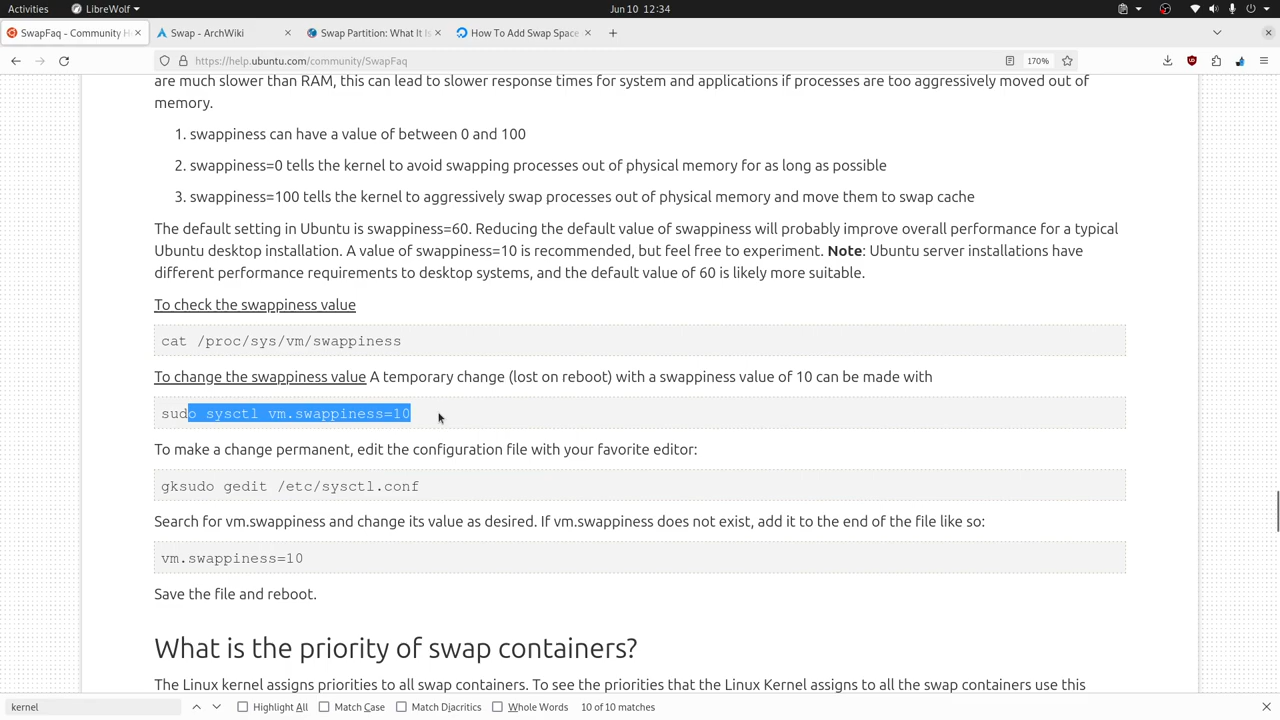 Activities LibreWolf Jun 10 12:34
SwapFaq - Community H Swap - ArchWiki Swap Partition: What It Is How To Add Swap Space
https://help.ubuntu.com/community/SwapFaq 170%
are much slower than RAM, this can lead to slower response times for system and applications if processes are too aggressively moved out of
memory.
1. swappiness can have a value of between 0 and 100
2. swappiness=0 tells the kernel to avoid swapping processes out of physical memory for as long as possible
3. swappiness=100 tells the kernel to aggressively swap processes out of physical memory and move them to swap cache
The default setting in Ubuntu is swappiness=60. Reducing the default value of swappiness will probably improve overall performance for a typical
Ubuntu desktop installation. A value of swappiness=10 is recommended, but feel free to experiment. Note: Ubuntu server installations have
different performance requirements to desktop systems, and the default value of 60 is likely more suitable.
To check the swappiness value
cat /proc/sys/vm/swappiness
To change the swappiness value A temporary change (lost on reboot) with a swappiness value of 10 can be made with
sudo sysctl vm.swappiness=10
To make a change permanent, edit the configuration file with your favorite editor:
gksudo gedit /etc/sysctl.conf
Search for vm.swappiness and change its value as desired. If vm.swappiness does not exist, add it to the end of the file like so:
vm.swappiness=10
Save the file and reboot.
What is the priority of swap containers?
The Linux kernel assigns priorities to all swap containers. To see the priorities that the Linux Kernel assigns to all the swap containers use this
kernel Highlight All Match Case Match Diacritics Whole Words 10 of 10 matches